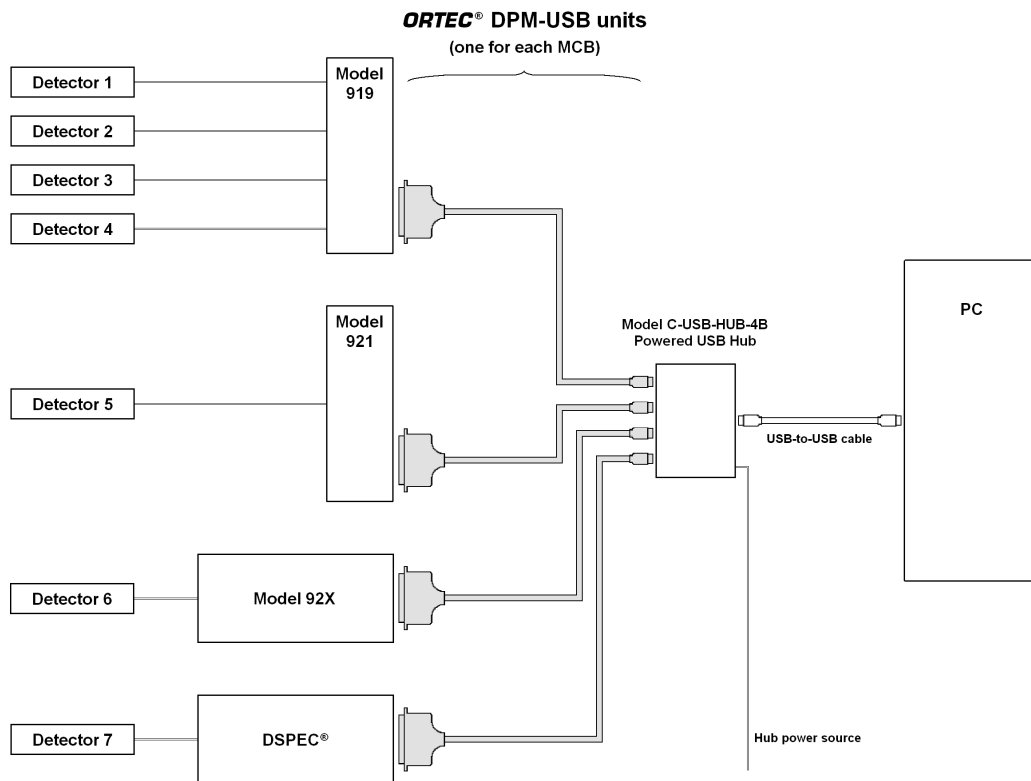 ORTEC® DPM-USB units
(one for each MCB)
Detector 1
Detector 2
Detector 3
Detector 4
Model
919
Detector 5
Model
921
Model C-USB-HUB-4B
Powered USB Hub
PC
USB-to-USB cable
Detector 6
Model 92X
Detector 7
DSPEC®
Hub power source